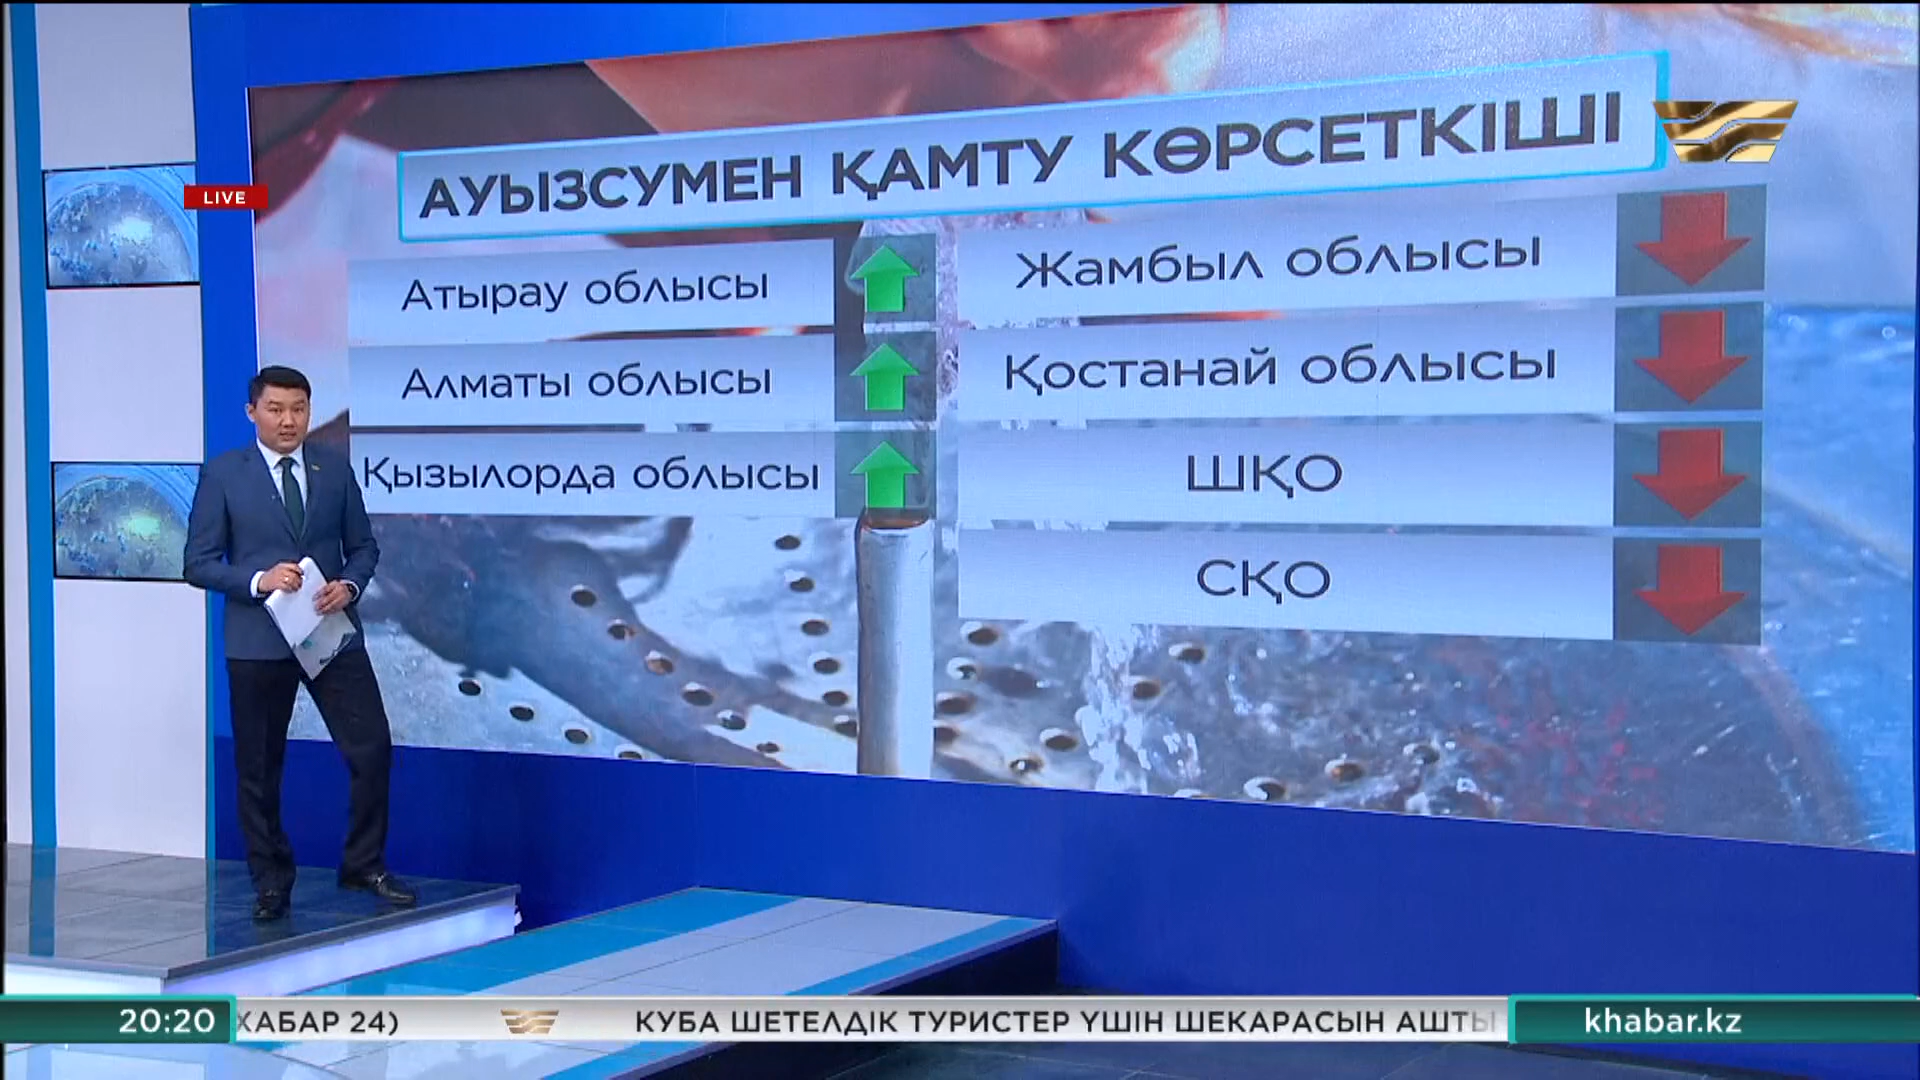 АУЫЗСУМЕН ҚАМТУ КӨРСЕТКІШІ
LIVE
Атырау облысы
Алматы облысы
Қызылорда облысы
Жамбыл облысы
Қостанай облысы
ШҚО
СҚО
20:20
ХАБАР 24)
КУБА ШЕТЕЛДІК ТУРИСТЕР ҮШІН ШЕКАРАСЫН АШТЫ
khabar.kz